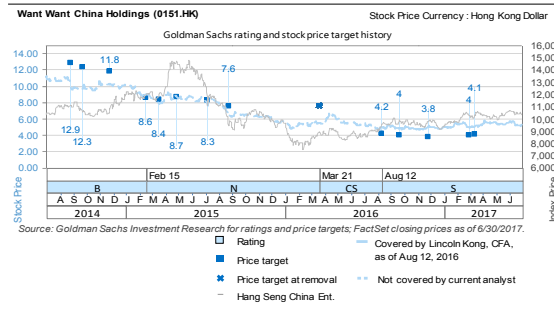 Want Want China Holdings (0151.HK) Stock Price Currency : Hong Kong Dollar
Goldman Sachs rating and stock price target history
14.00 12.9 12.3 11.8 7.6 4.2 4 3.8 4 4.1 16,000
12.00 15,000
10.00 14,000
8.00 13,000
6.00 12,000
4.00 11,000
2.00 10,000
0.00 9,000
8.6 8.4 8.7 8.3 8,000
7,000
6,000
Stock Price Index Price
Feb 15 Mar 21 Aug 12
B N CS S
A S O N D J F M A M J J A S O N D J F M A M J J A S O N D J F M A M J
2014 2015 2016 2017
Source: Goldman Sachs Investment Research for ratings and price targets; FactSet closing prices as of 6/30/2017.
Rating Covered by Lincoln Kong, CFA,
Price target as of Aug 12, 2016
Price target at removal Not covered by current analyst
Hang Seng China Ent.